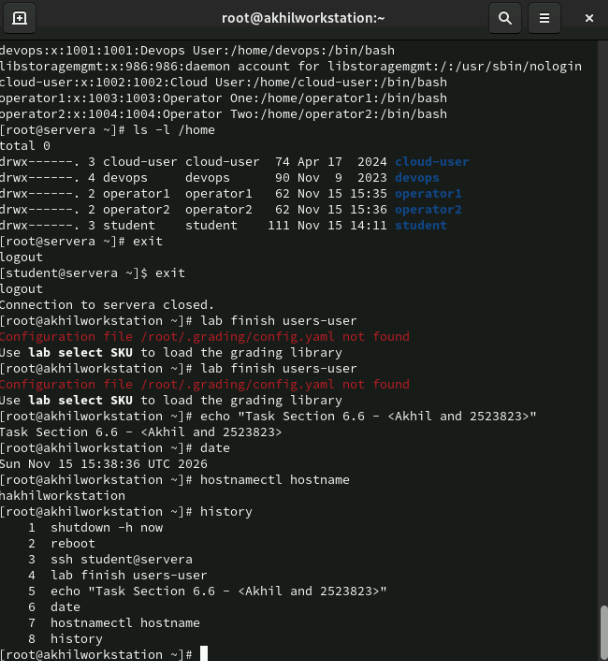 root@akhilworkstation:~
devops:x:1001:1001:Devops User:/home/devops:/bin/bash
libstoragemgmt:x:986:986:daemon account for libstoragemgmt:/:/usr/sbin/nologin
cloud-user:x:1002:1002:Cloud User:/home/cloud-user:/bin/bash
operator1:x:1003:1003:Operator One:/home/operator1:/bin/bash
operator2:x:1004:1004:Operator Two:/home/operator2:/bin/bash
[root@servera ~]# ls -l /home
total 0
drwx------. 3 cloud-user cloud-user  74 Apr 17  2024 cloud-user
drwx------. 4 devops     devops      90 Nov  9  2023 devops
drwx------. 2 operator1  operator1   62 Nov 15 15:35 operator1
drwx------. 2 operator2  operator2   62 Nov 15 15:36 operator2
drwx------. 3 student    student    111 Nov 15 14:11 student
[root@servera ~]# exit
logout
[student@servera ~]$ exit
logout
Connection to servera closed.
[root@akhilworkstation ~]# lab finish users-user
Configuration file /root/.grading/config.yaml not found
Use lab select SKU to load the grading library
[root@akhilworkstation ~]# lab finish users-user
Configuration file /root/.grading/config.yaml not found
Use lab select SKU to load the grading library
[root@akhilworkstation ~]# echo "Task Section 6.6 - <Akhil and 2523823>"
Task Section 6.6 - <Akhil and 2523823>
[root@akhilworkstation ~]# date
Sun Nov 15 15:38:36 UTC 2026
[root@akhilworkstation ~]# hostnamectl hostname
hakhilworkstation
[root@akhilworkstation ~]# history
    1  shutdown -h now
    2  reboot
    3  ssh student@servera
    4  lab finish users-user
    5  echo "Task Section 6.6 - <Akhil and 2523823>"
    6  date
    7  hostnamectl hostname
    8  history
[root@akhilworkstation ~]#